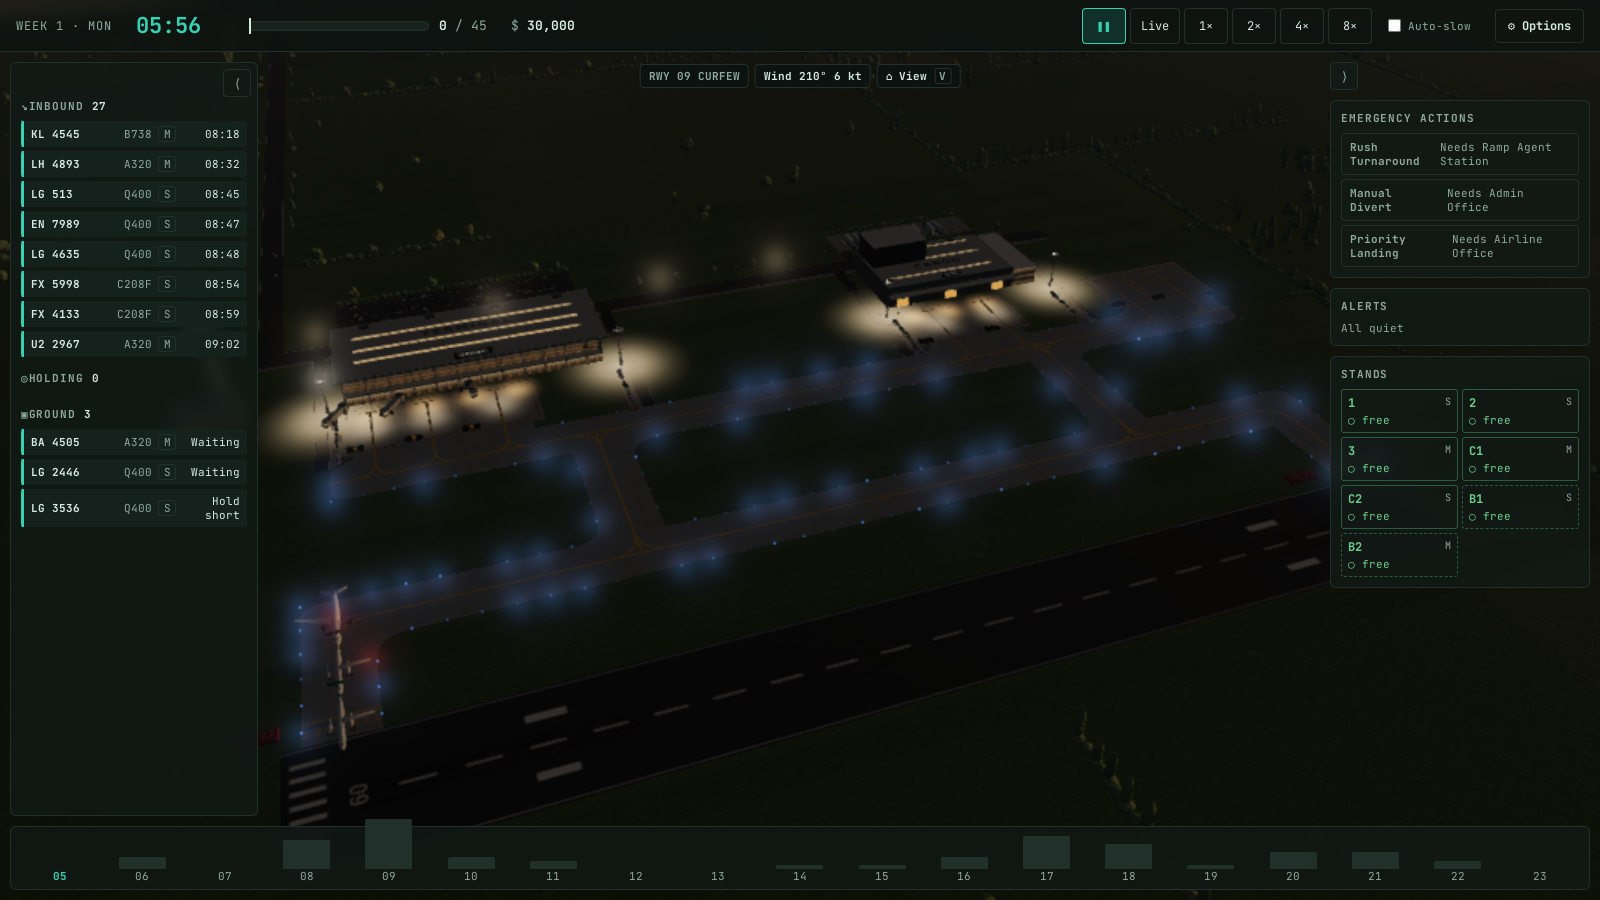 WEEK 1 · MON 05:56 0 / 45 $ 30,000 Live 1× 2× 4× 8× Auto-slow ⚙ Options
RWY 09 CURFEW Wind 210° 6 kt ⌂ View V
INBOUND 27
KL 4545 B738 M 08:18
LH 4893 A320 M 08:32
LG 513 Q400 S 08:45
EN 7989 Q400 S 08:47
LG 4635 Q400 S 08:48
FX 5998 C208F S 08:54
FX 4133 C208F S 08:59
U2 2967 A320 M 09:02
HOLDING 0
GROUND 3
BA 4505 A320 M Waiting
LG 2446 Q400 S Waiting
LG 3536 Q400 S Hold
short
EMERGENCY ACTIONS
Rush Needs Ramp Agent
Turnaround Station
Manual Needs Admin
Divert Office
Priority Needs Airline
Landing Office
ALERTS
All quiet
STANDS
1 S 2 S
○ free ○ free
3 M C1 M
○ free ○ free
C2 S B1 S
○ free ○ free
B2 M
○ free
09
05 06 07 08 09 10 11 12 13 14 15 16 17 18 19 20 21 22 23